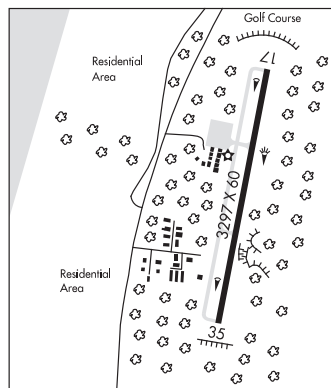 Golf Course
Residential
Area
17
3297 X 60
Residential
Area
35